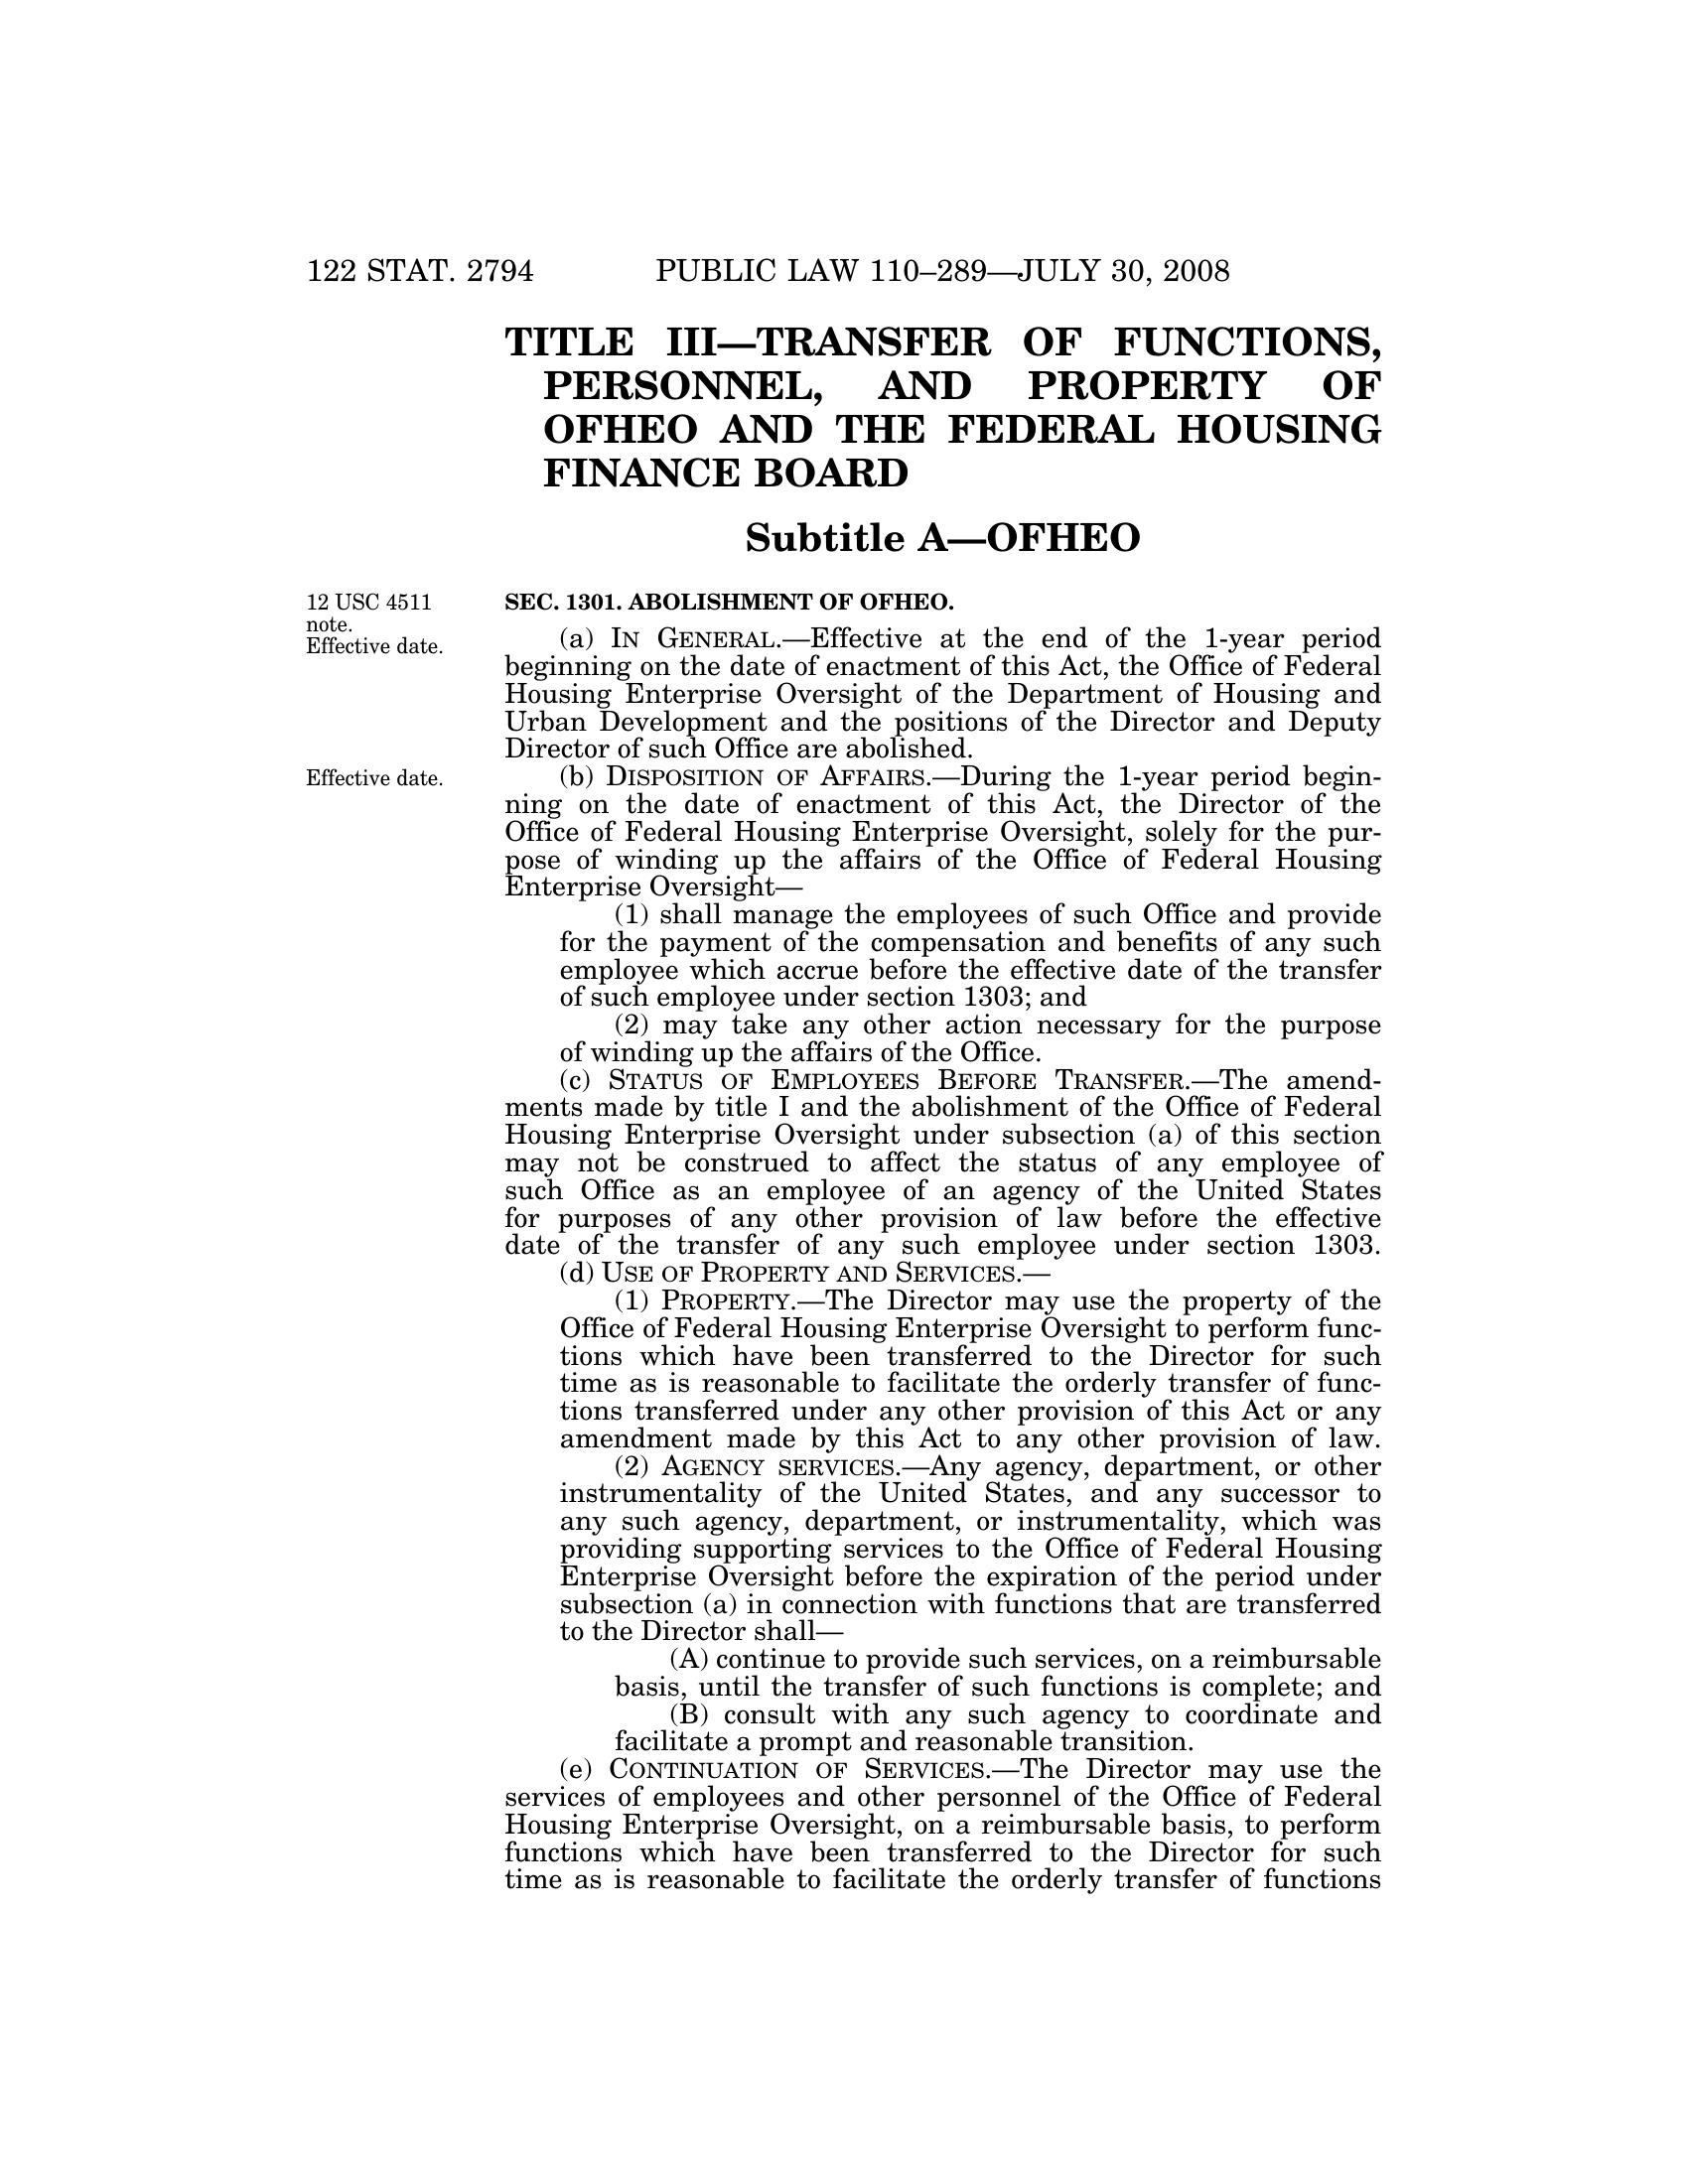 122 STAT. 2794 PUBLIC LAW 110–289—JULY 30, 2008
TITLE III—TRANSFER OF FUNCTIONS,
PERSONNEL, AND PROPERTY OF
OFHEO AND THE FEDERAL HOUSING
FINANCE BOARD
Subtitle A—OFHEO
12 USC 4511
note.
Effective date.
SEC. 1301. ABOLISHMENT OF OFHEO.
(a) IN GENERAL.—Effective at the end of the 1-year period
beginning on the date of enactment of this Act, the Office of Federal
Housing Enterprise Oversight of the Department of Housing and
Urban Development and the positions of the Director and Deputy
Director of such Office are abolished.
Effective date.
(b) DISPOSITION OF AFFAIRS.—During the 1-year period begin-
ning on the date of enactment of this Act, the Director of the
Office of Federal Housing Enterprise Oversight, solely for the pur-
pose of winding up the affairs of the Office of Federal Housing
Enterprise Oversight—
(1) shall manage the employees of such Office and provide
for the payment of the compensation and benefits of any such
employee which accrue before the effective date of the transfer
of such employee under section 1303; and
(2) may take any other action necessary for the purpose
of winding up the affairs of the Office.
(c) STATUS OF EMPLOYEES BEFORE TRANSFER.—The amend-
ments made by title I and the abolishment of the Office of Federal
Housing Enterprise Oversight under subsection (a) of this section
may not be construed to affect the status of any employee of
such Office as an employee of an agency of the United States
for purposes of any other provision of law before the effective
date of the transfer of any such employee under section 1303.
(d) USE OF PROPERTY AND SERVICES.—
(1) PROPERTY.—The Director may use the property of the
Office of Federal Housing Enterprise Oversight to perform func-
tions which have been transferred to the Director for such
time as is reasonable to facilitate the orderly transfer of func-
tions transferred under any other provision of this Act or any
amendment made by this Act to any other provision of law.
(2) AGENCY SERVICES.—Any agency, department, or other
instrumentality of the United States, and any successor to
any such agency, department, or instrumentality, which was
providing supporting services to the Office of Federal Housing
Enterprise Oversight before the expiration of the period under
subsection (a) in connection with functions that are transferred
to the Director shall—
(A) continue to provide such services, on a reimbursable
basis, until the transfer of such functions is complete; and
(B) consult with any such agency to coordinate and
facilitate a prompt and reasonable transition.
(e) CONTINUATION OF SERVICES.—The Director may use the
services of employees and other personnel of the Office of Federal
Housing Enterprise Oversight, on a reimbursable basis, to perform
functions which have been transferred to the Director for such
time as is reasonable to facilitate the orderly transfer of functions